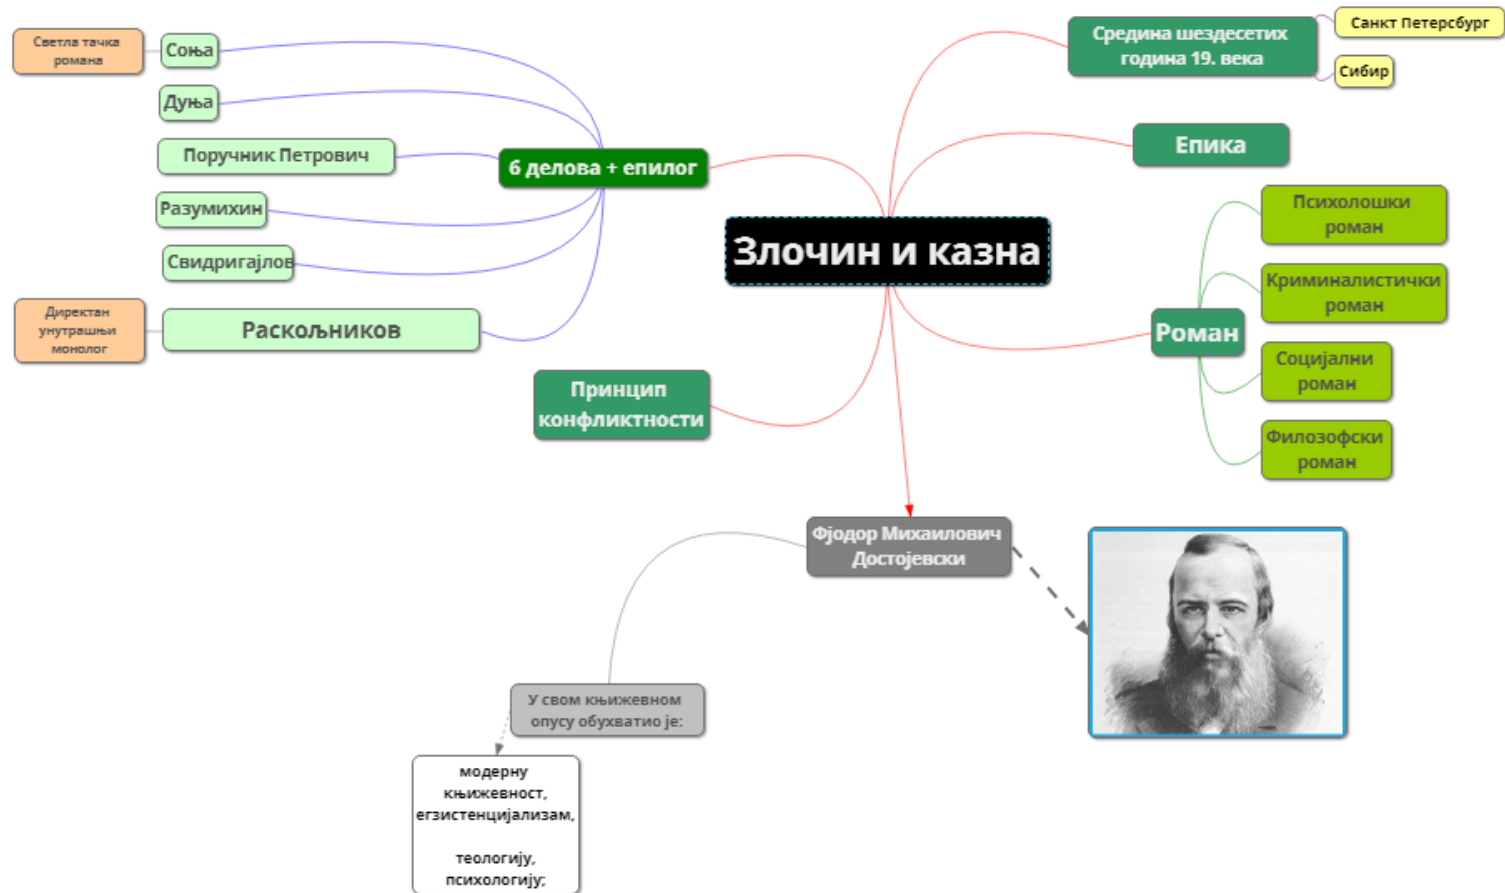 Злочин и казна
Средина шездесетих
година 19. века
Санкт Петерсбург
Сибир
Епика
Роман
Психолошки
роман
Криминалистички
роман
Социјални
роман
Филозофски
роман
6 делова + епилог
Соња
Светла тачка
романа
Дуња
Поручник Петрович
Разумихин
Свидригајлов
Раскољников
Директан
унутрашњи
монолог
Принцип
конфликтности
Фјодор Михаилович
Достојевски
У свом књижевном
опусу обухватио је:
модерну
књижевност,
егзистенцијализам,
теологију,
психологију;